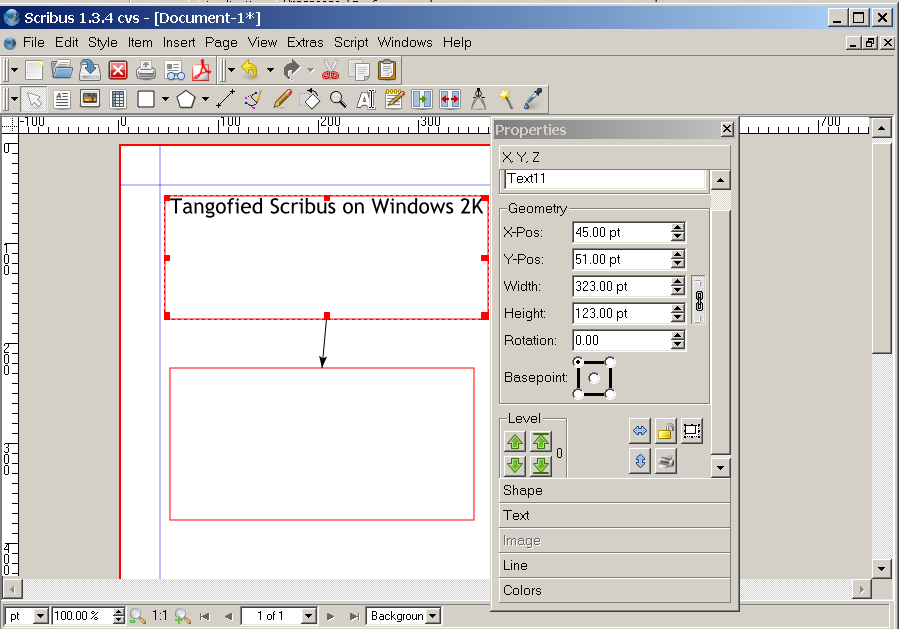 Scribus 1.3.4 cvs - [Document-1*]
File Edit Style Item Insert Page View Extras Script Windows Help
-100 0 100 200 300 700
0
100
200
300
400
Tangofied Scribus on Windows 2K
Properties
X, Y, Z
Text11
Geometry
X-Pos: 45.00 pt
Y-Pos: 51.00 pt
Width: 323.00 pt
Height: 123.00 pt
Rotation: 0.00
Basepoint:
Level
0
Shape
Text
Image
Line
Colors
pt 100.00 % 1:1 1 of 1 Backgroun